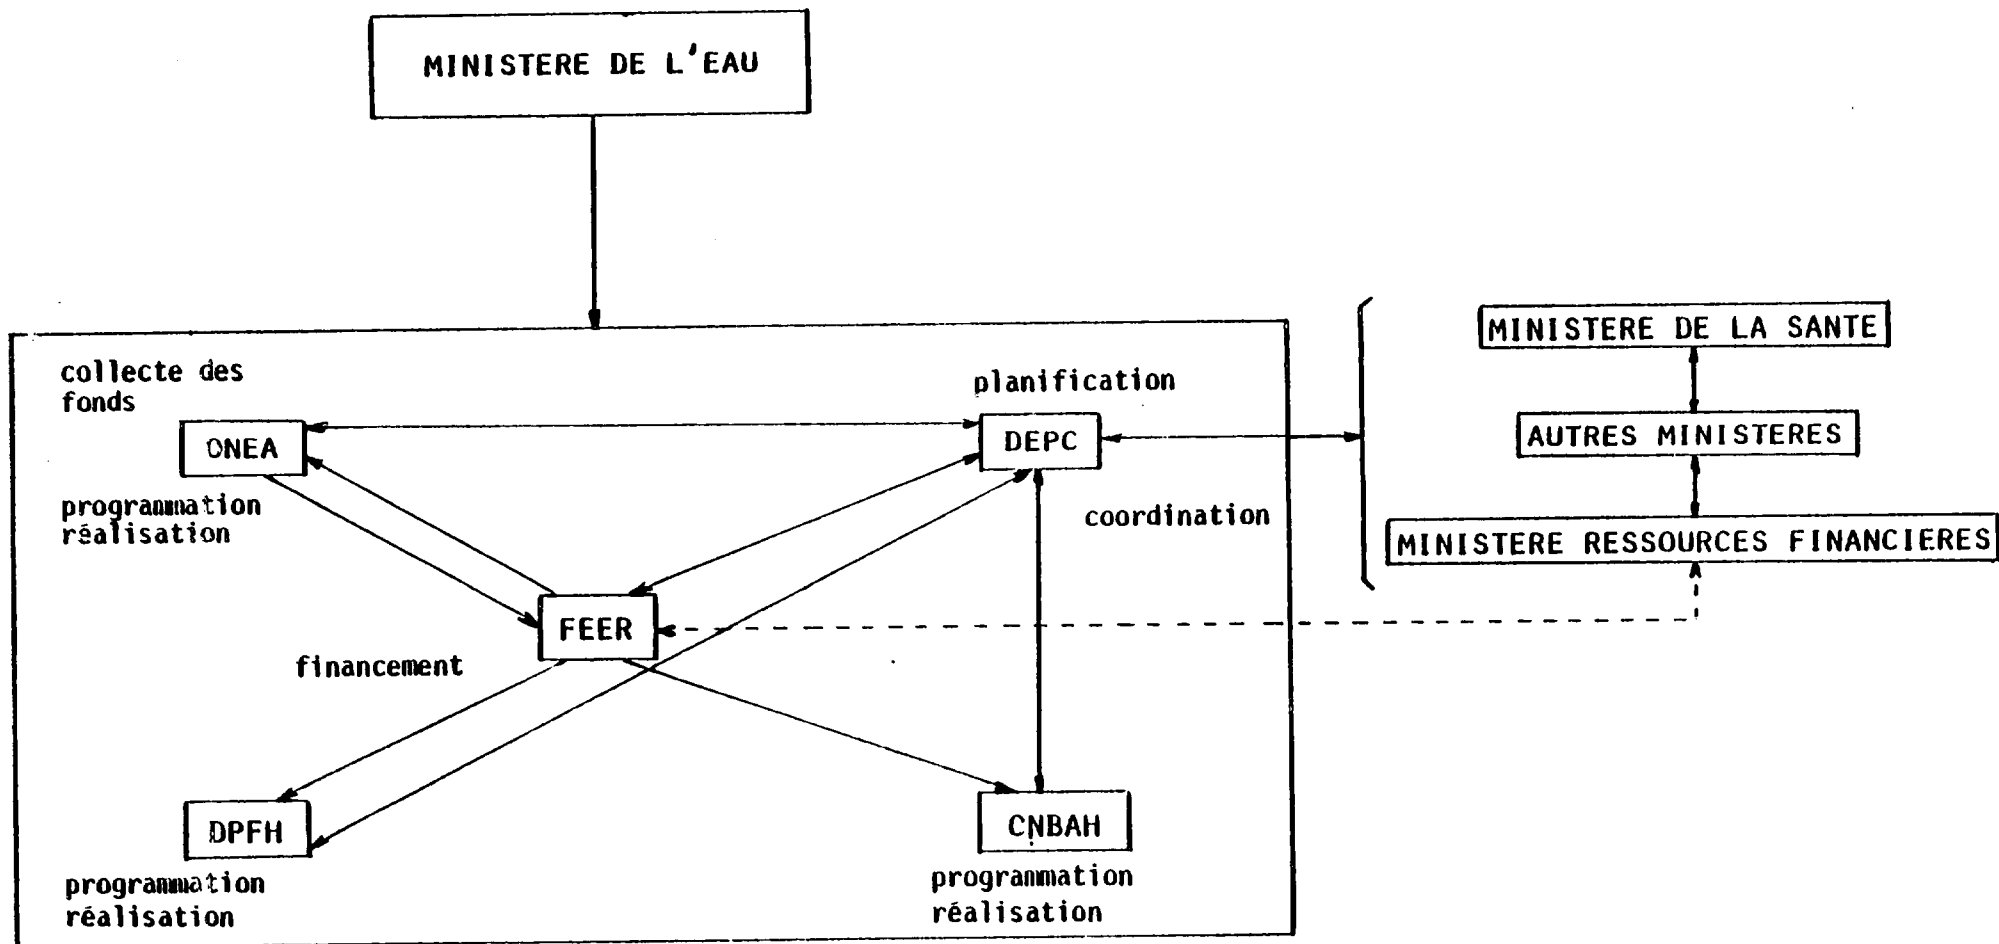 MINISTERE DE L'EAU
MINISTERE DE LA SANTE
collecte des
fonds
planification
ONEA
DEPC
AUTRES MINISTERES
programmation
réalisation
coordination
MINISTERE RESSOURCES FINANCIERES
FEER
financement
DPFH
CNBAH
programmation
réalisation
programmation
réalisation